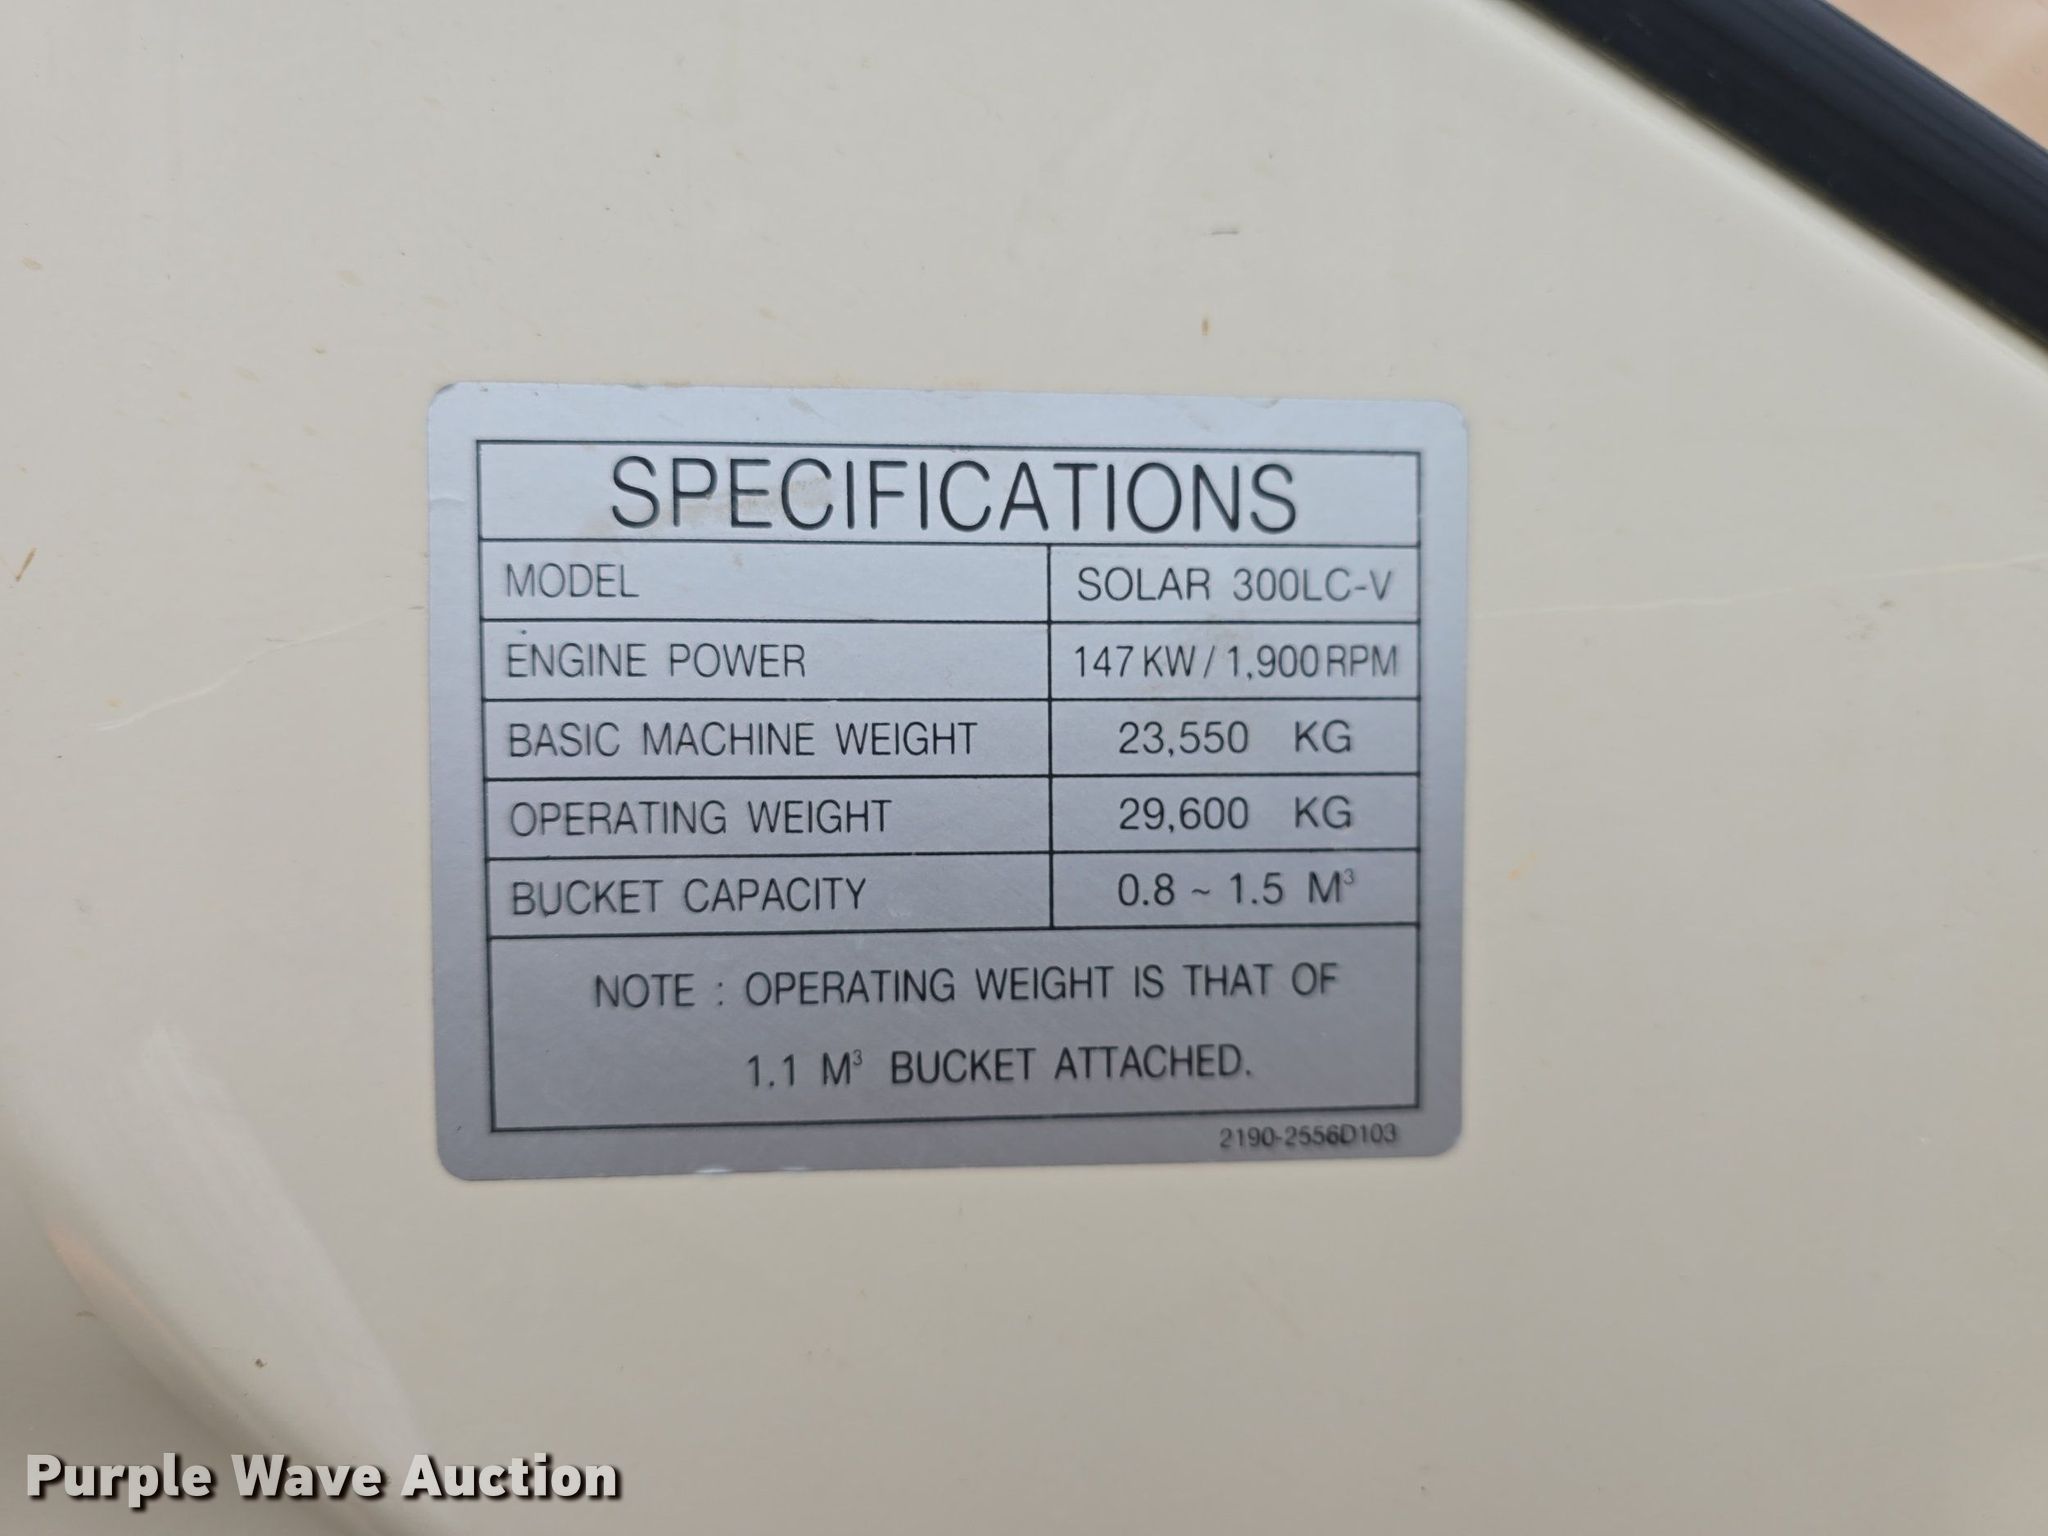 SPECIFICATIONS
MODEL SOLAR 300LC-V
ENGINE POWER 147 KW / 1,900 RPM
BASIC MACHINE WEIGHT 23,550 KG
OPERATING WEIGHT 29,600 KG
BUCKET CAPACITY 0.8 ~ 1.5 M³
NOTE : OPERATING WEIGHT IS THAT OF
1.1 M³ BUCKET ATTACHED.
2190-2556D103
Purple Wave Auction